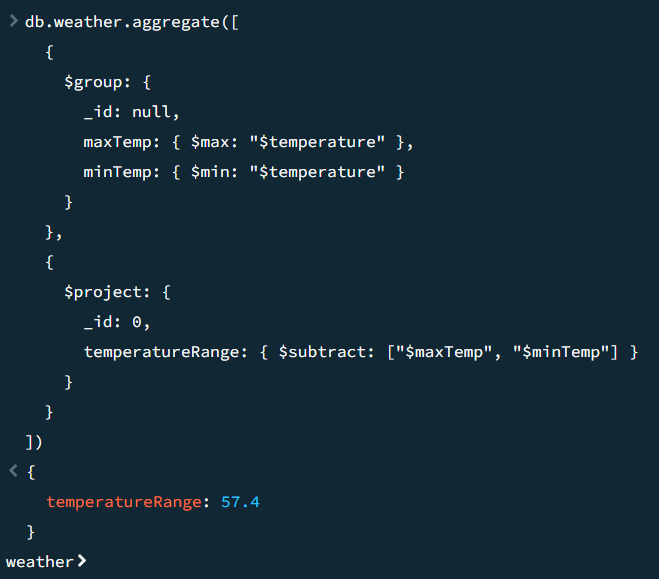 > db.weather.aggregate([
{
$group: {
_id: null,
maxTemp: { $max: "$temperature" },
minTemp: { $min: "$temperature" }
}
},
{
$project: {
_id: 0,
temperatureRange: { $subtract: ["$maxTemp", "$minTemp"] }
}
}
])
< {
temperatureRange: 57.4
}
weather>